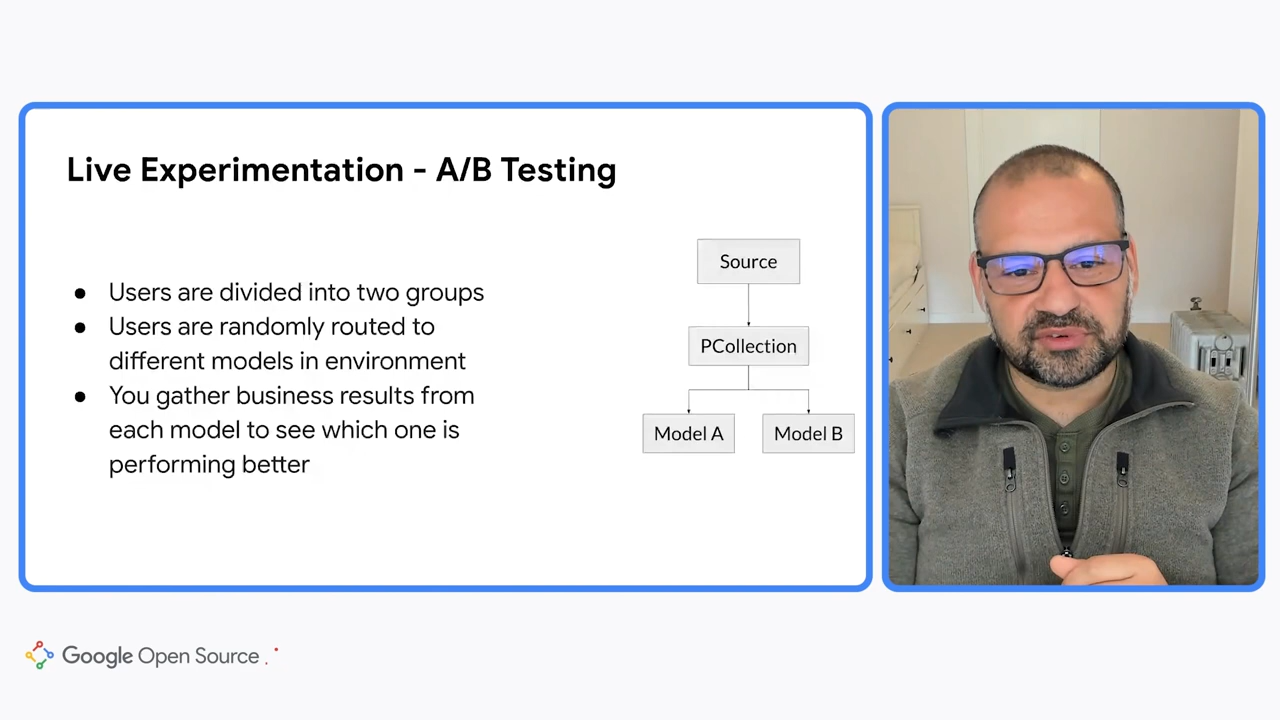 Live Experimentation - A/B Testing
● Users are divided into two groups
● Users are randomly routed to
different models in environment
● You gather business results from
each model to see which one is
performing better
Source
PCollection
Model A
Model B
Google Open Source